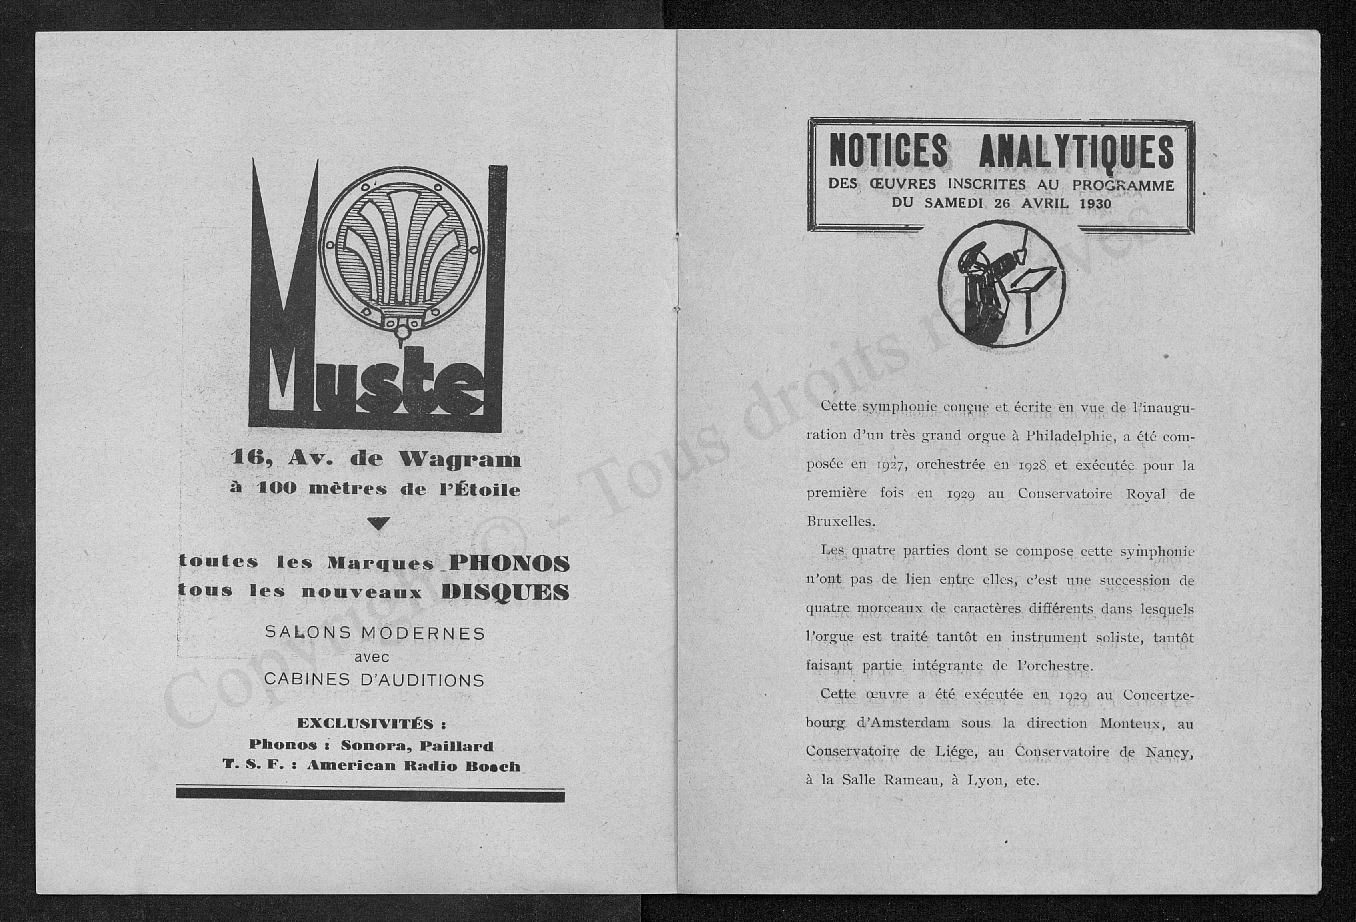 Mustel
16, Av. de Wagram
à 100 mètres de l'Étoile
toutes les Marques PHONOS
tous les nouveaux DISQUES
SALONS MODERNES
avec
CABINES D'AUDITIONS
EXCLUSIVITÉS :
Phonos : Sonora, Paillard
T. S. F. : American Radio Bosch
NOTICES ANALYTIQUES
DES ŒUVRES INSCRITES AU PROGRAMME
DU SAMEDI 26 AVRIL 1930
Cette symphonie conçue et écrite en vue de l'inaugu-
ration d'un très grand orgue à Philadelphie, a été com-
posée en 1927, orchestrée en 1928 et exécutée pour la
première fois en 1929 au Conservatoire Royal de
Bruxelles.
Les quatre parties dont se compose cette symphonie
n'ont pas de lien entre elles, c'est une succession de
quatre morceaux de caractères différents dans lesquels
l'orgue est traité tantôt en instrument soliste, tantôt
faisant partie intégrante de l'orchestre.
Cette œuvre a été exécutée en 1929 au Concertze-
bourg d'Amsterdam sous la direction Monteux, au
Conservatoire de Liége, au Conservatoire de Nancy,
à la Salle Rameau, à Lyon, etc.
Copyright © - Tous droits réservés